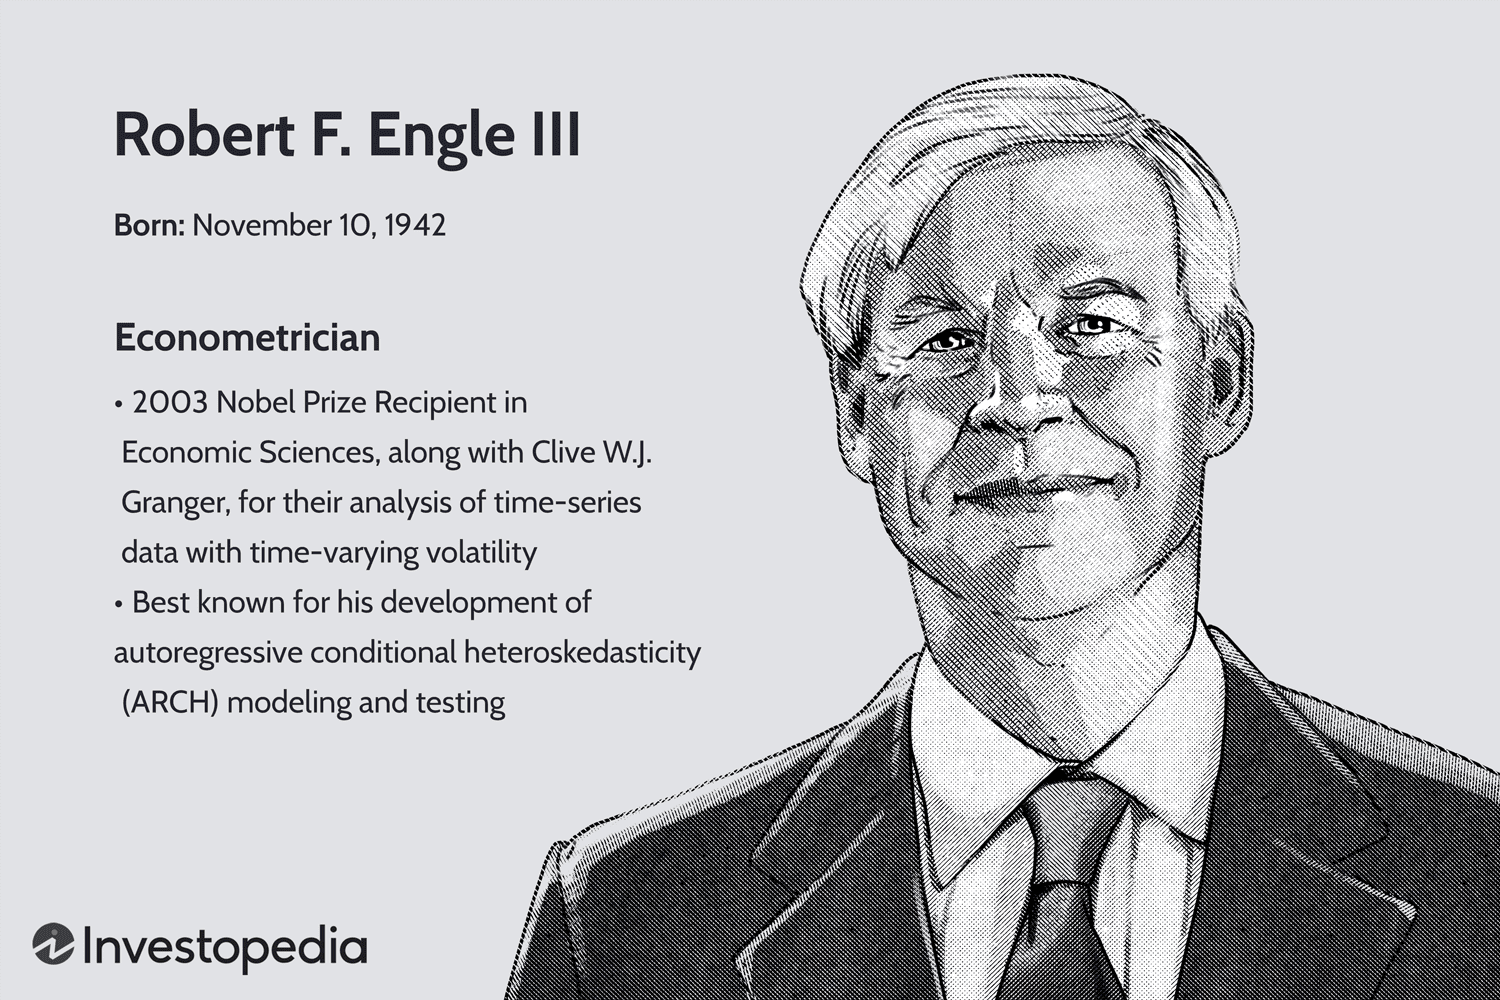 Robert F. Engle III
Born: November 10, 1942
Econometrician
• 2003 Nobel Prize Recipient in
Economic Sciences, along with Clive W.J.
Granger, for their analysis of time-series
data with time-varying volatility
• Best known for his development of
autoregressive conditional heteroskedasticity
(ARCH) modeling and testing
Investopedia